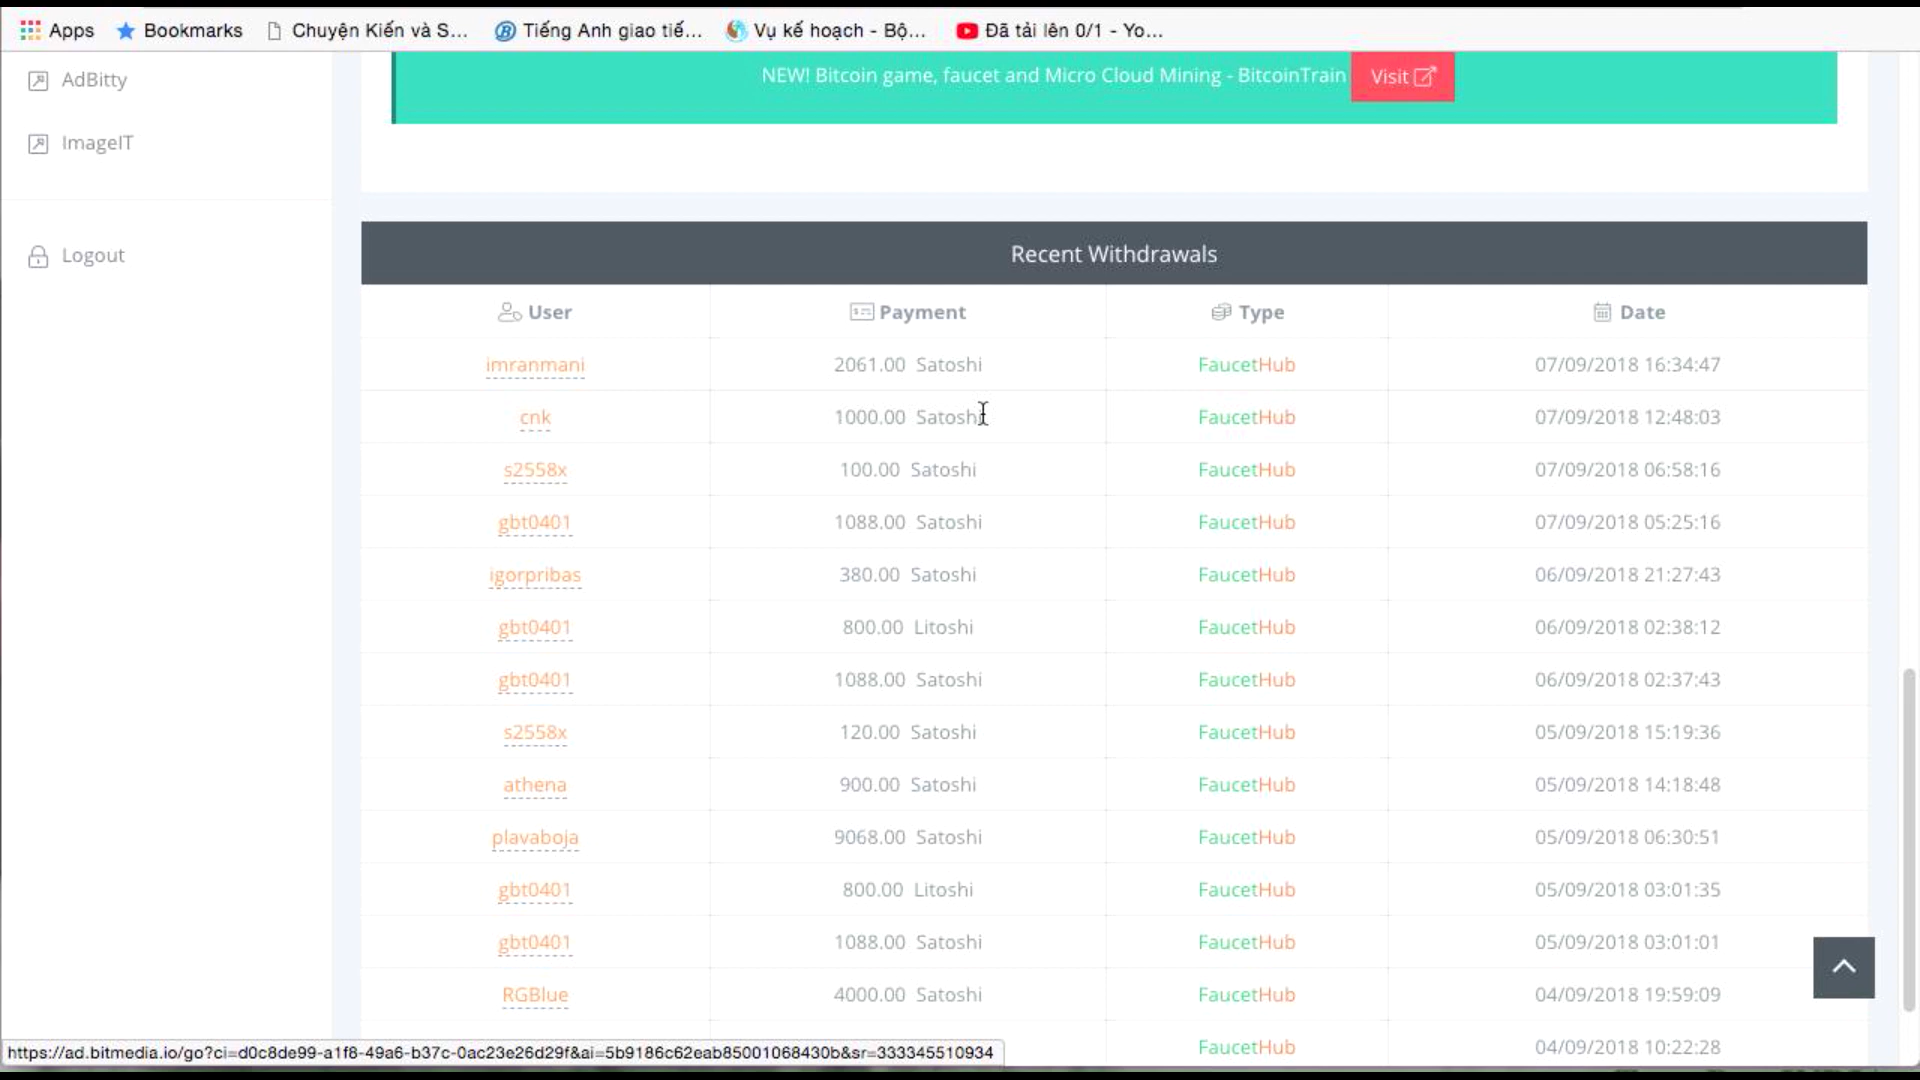 Apps Bookmarks Chuyện Kiến và S... Tiếng Anh giao tiế... Vụ kế hoạch - Bộ... Đã tải lên 0/1 - Yo...
AdBitty
NEW! Bitcoin game, faucet and Micro Cloud Mining - BitcoinTrain Visit
ImageIT
Logout
Recent Withdrawals
User Payment Type Date
imranmani 2061.00 Satoshi FaucetHub 07/09/2018 16:34:47
cnk 1000.00 Satoshi FaucetHub 07/09/2018 12:48:03
s2558x 100.00 Satoshi FaucetHub 07/09/2018 06:58:16
gbt0401 1088.00 Satoshi FaucetHub 07/09/2018 05:25:16
igorpribas 380.00 Satoshi FaucetHub 06/09/2018 21:27:43
gbt0401 800.00 Litoshi FaucetHub 06/09/2018 02:38:12
gbt0401 1088.00 Satoshi FaucetHub 06/09/2018 02:37:43
s2558x 120.00 Satoshi FaucetHub 05/09/2018 15:19:36
athena 900.00 Satoshi FaucetHub 05/09/2018 14:18:48
plavaboja 9068.00 Satoshi FaucetHub 05/09/2018 06:30:51
gbt0401 800.00 Litoshi FaucetHub 05/09/2018 03:01:35
gbt0401 1088.00 Satoshi FaucetHub 05/09/2018 03:01:01
RGBlue 4000.00 Satoshi FaucetHub 04/09/2018 19:59:09
FaucetHub 04/09/2018 10:22:28
https://ad.bitmedia.io/go?ci=d0c8de99-a1f8-49a6-b37c-0ac23e26d29f&ai=5b9186c62eab85001068430b&sr=333345510934